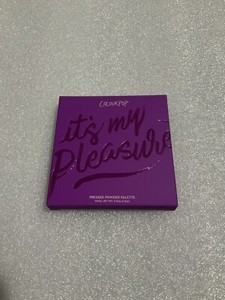 COLOURPOP
it's my
pleasure
PRESSED POWDER PALETTE